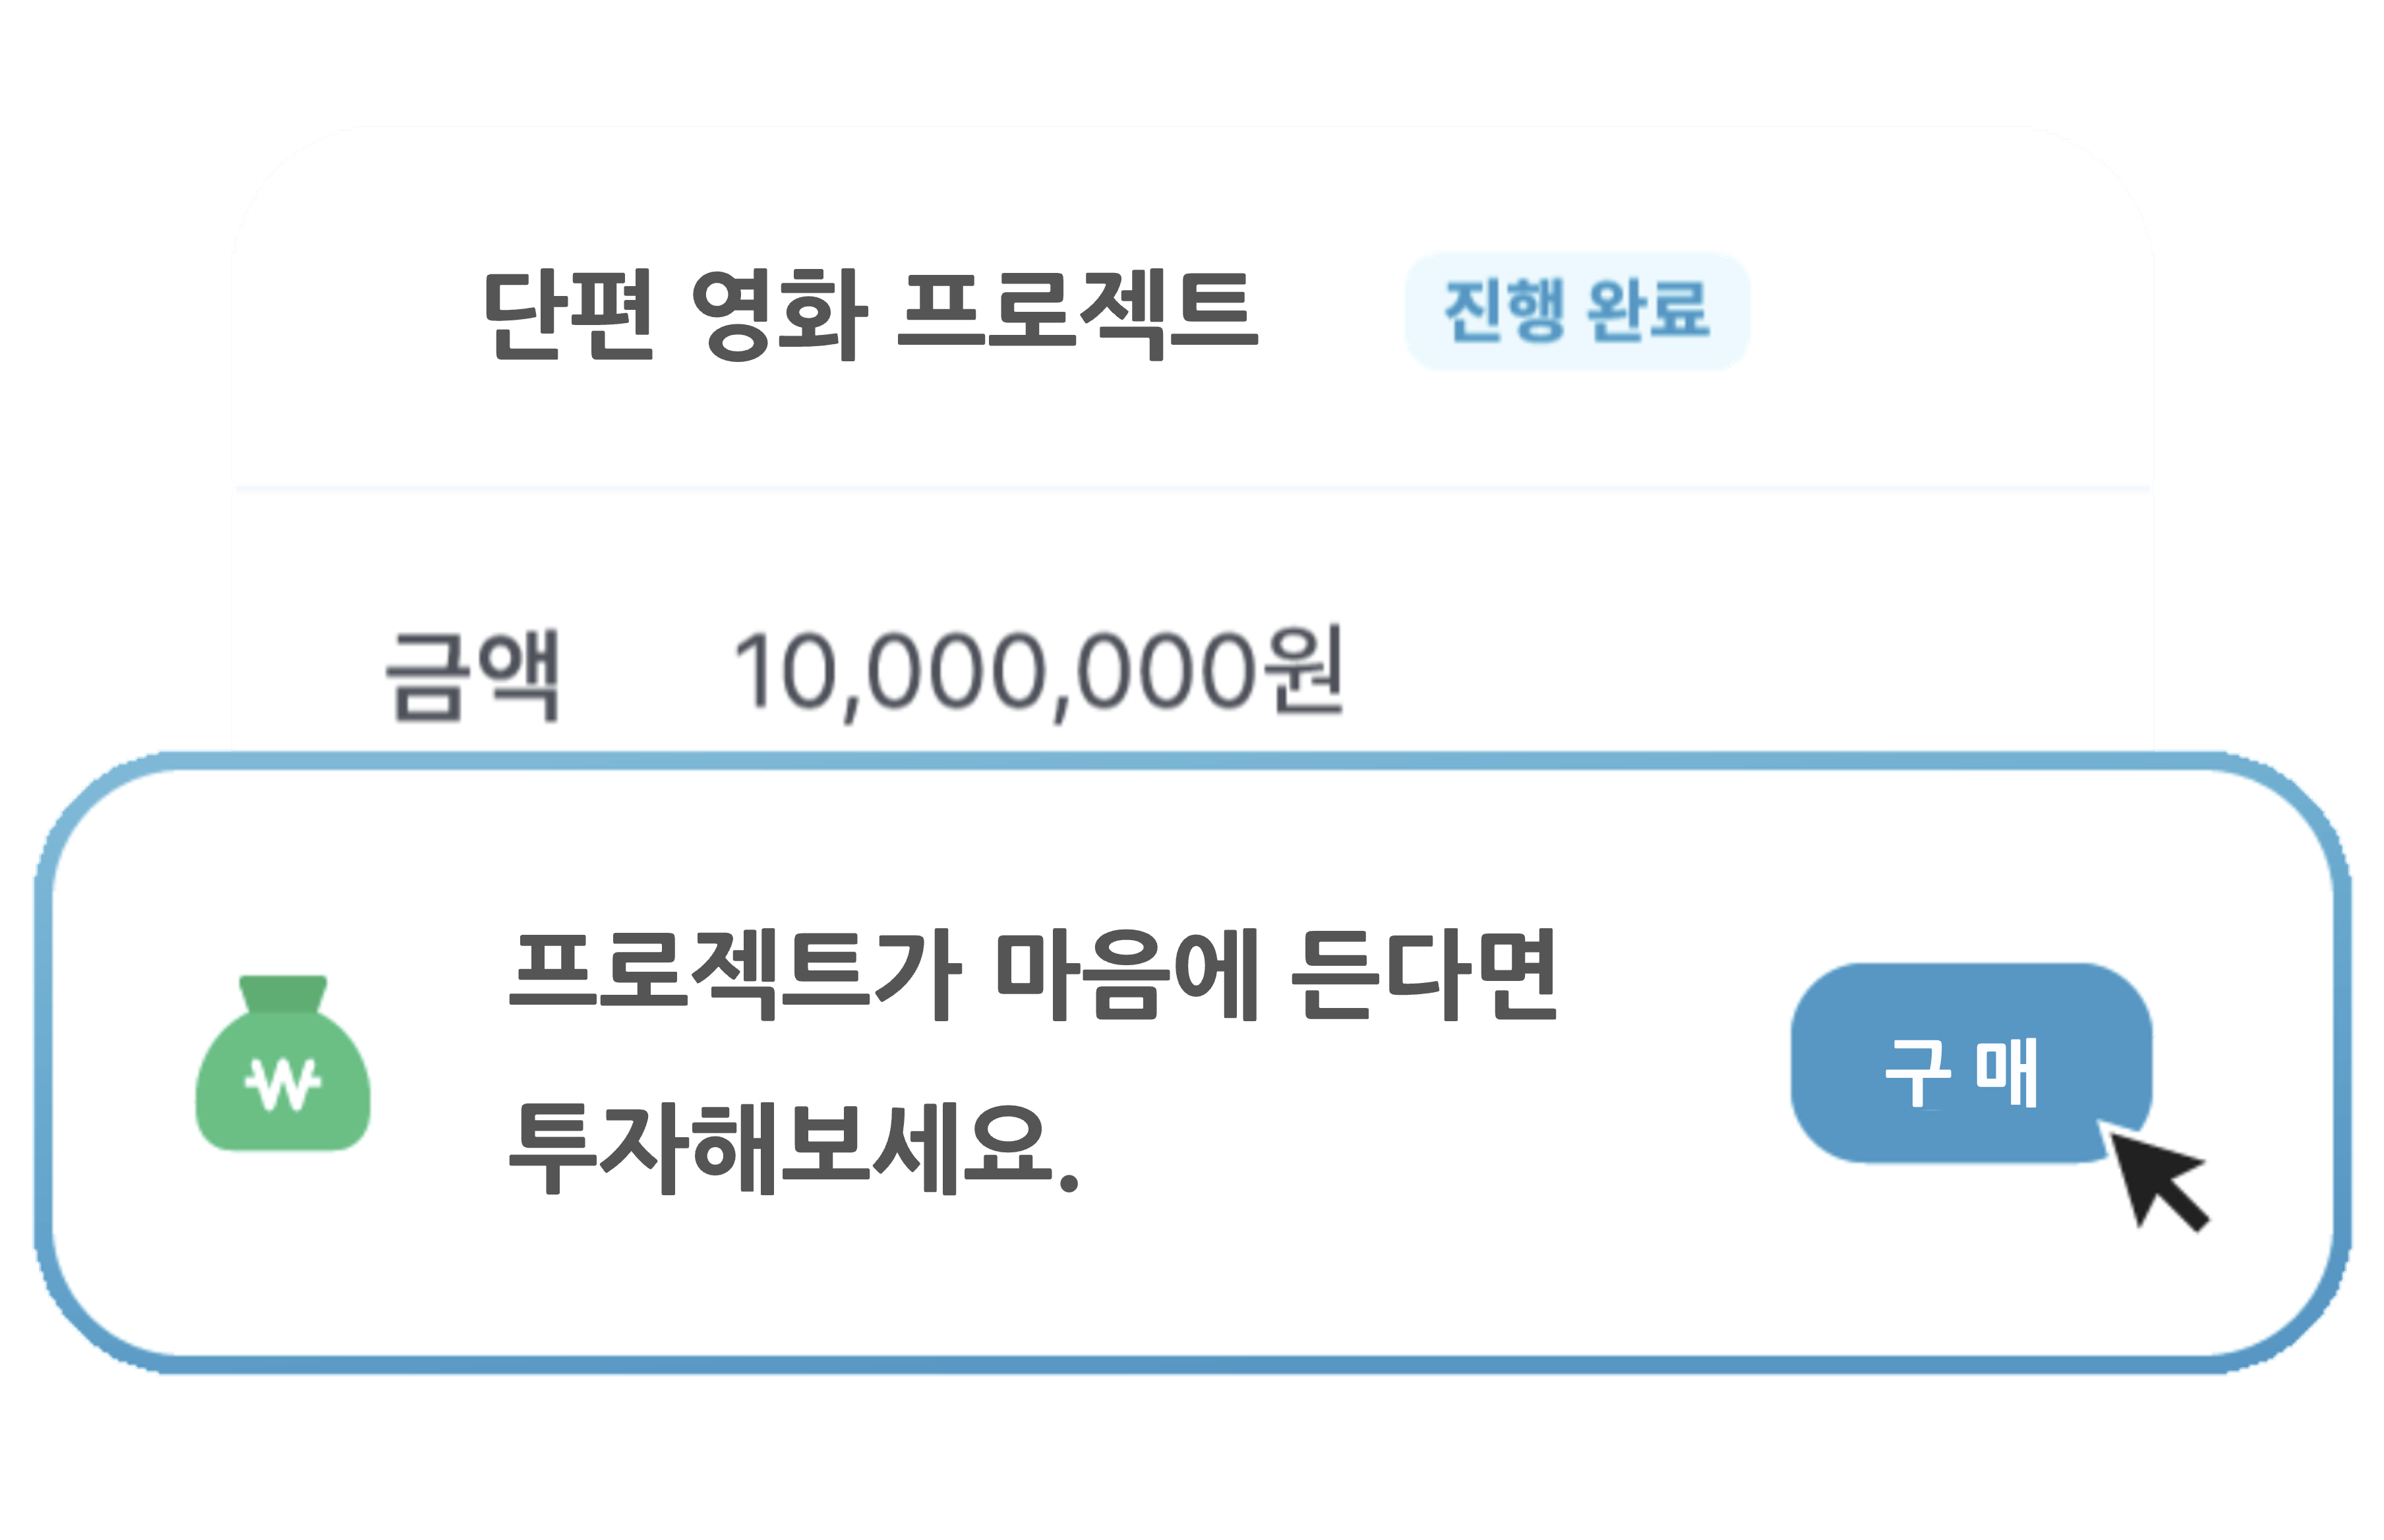 단편 영화 프로젝트 진행 완료
금액 10,000,000원
프로젝트가 마음에 든다면
투자해보세요.
구매
₩